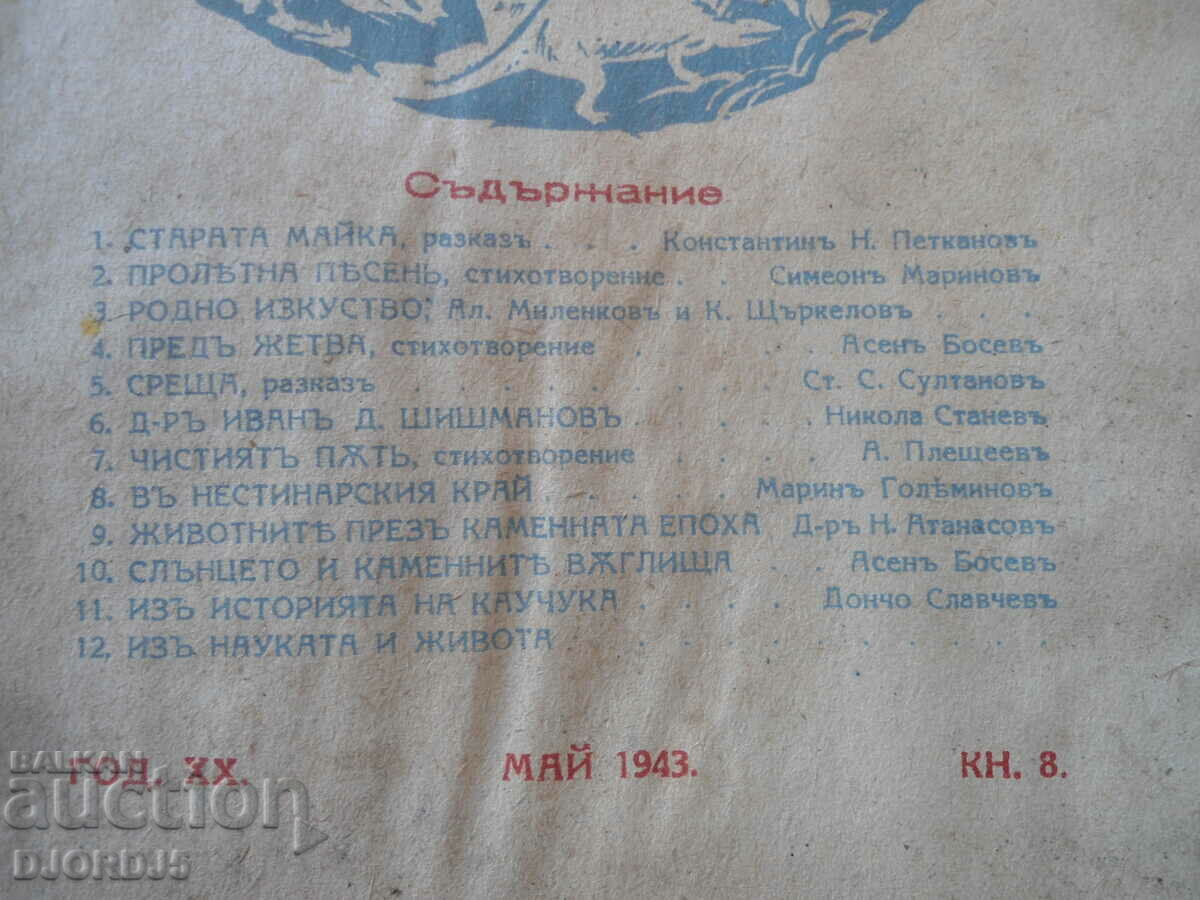 Съдържание
1. СТАРАТА МАЙКА, разказъ . . . Константинъ Н. Петкановъ
2. ПРОЛѢТНА ПѢСЕНЬ, стихотворение . . Симеонъ Мариновъ
3. РОДНО ИЗКУСТВО; Ал. Миленковъ и К. Щъркеловъ . . .
4. ПРЕДЪ ЖЕТВА, стихотворение . . . . . Асенъ Босевъ
5. СРЕЩА, разказъ . . . . . . . . . Ст. С. Султановъ
6. Д-РЪ ИВАНЪ Д. ШИШМАНОВЪ . . . . . Никола Станевъ
7. ЧИСТИЯТЪ ПѪТЬ, стихотворение . . . . А. Плещеевъ
8. ВЪ НЕСТИНАРСКИЯ КРАЙ . . . . . Маринъ Голѣминовъ
9. ЖИВОТНИТѢ ПРЕЗЪ КАМЕННАТА ЕПОХА Д-ръ Н. Атанасовъ
10. СЛЪНЦЕТО И КАМЕННИТѢ ВѪГЛИЩА . . Асенъ Босевъ
11. ИЗЪ ИСТОРИЯТА НА КАУЧУКА . . . . Дончо Славчевъ
12. ИЗЪ НАУКАТА И ЖИВОТА . . . . . . . . . .
ГОД. XX. МАЙ 1943. КН. 8.
BALKAN
auction
DJORDJ5